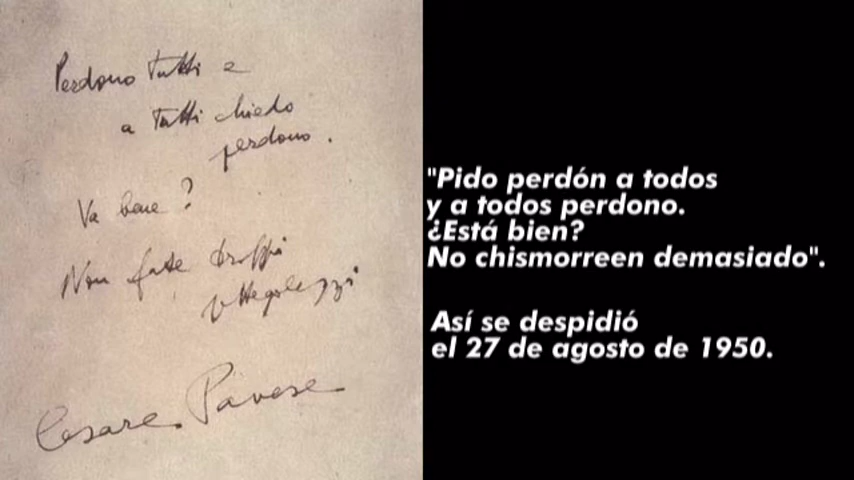 Perdono tutti e
a tutti chiedo
perdono.
Va bene?
Non fate troppi
pettegolezzi
Cesare Pavese
"Pido perdón a todos
y a todos perdono.
¿Está bien?
No chismorreen demasiado".
Así se despidió
el 27 de agosto de 1950.